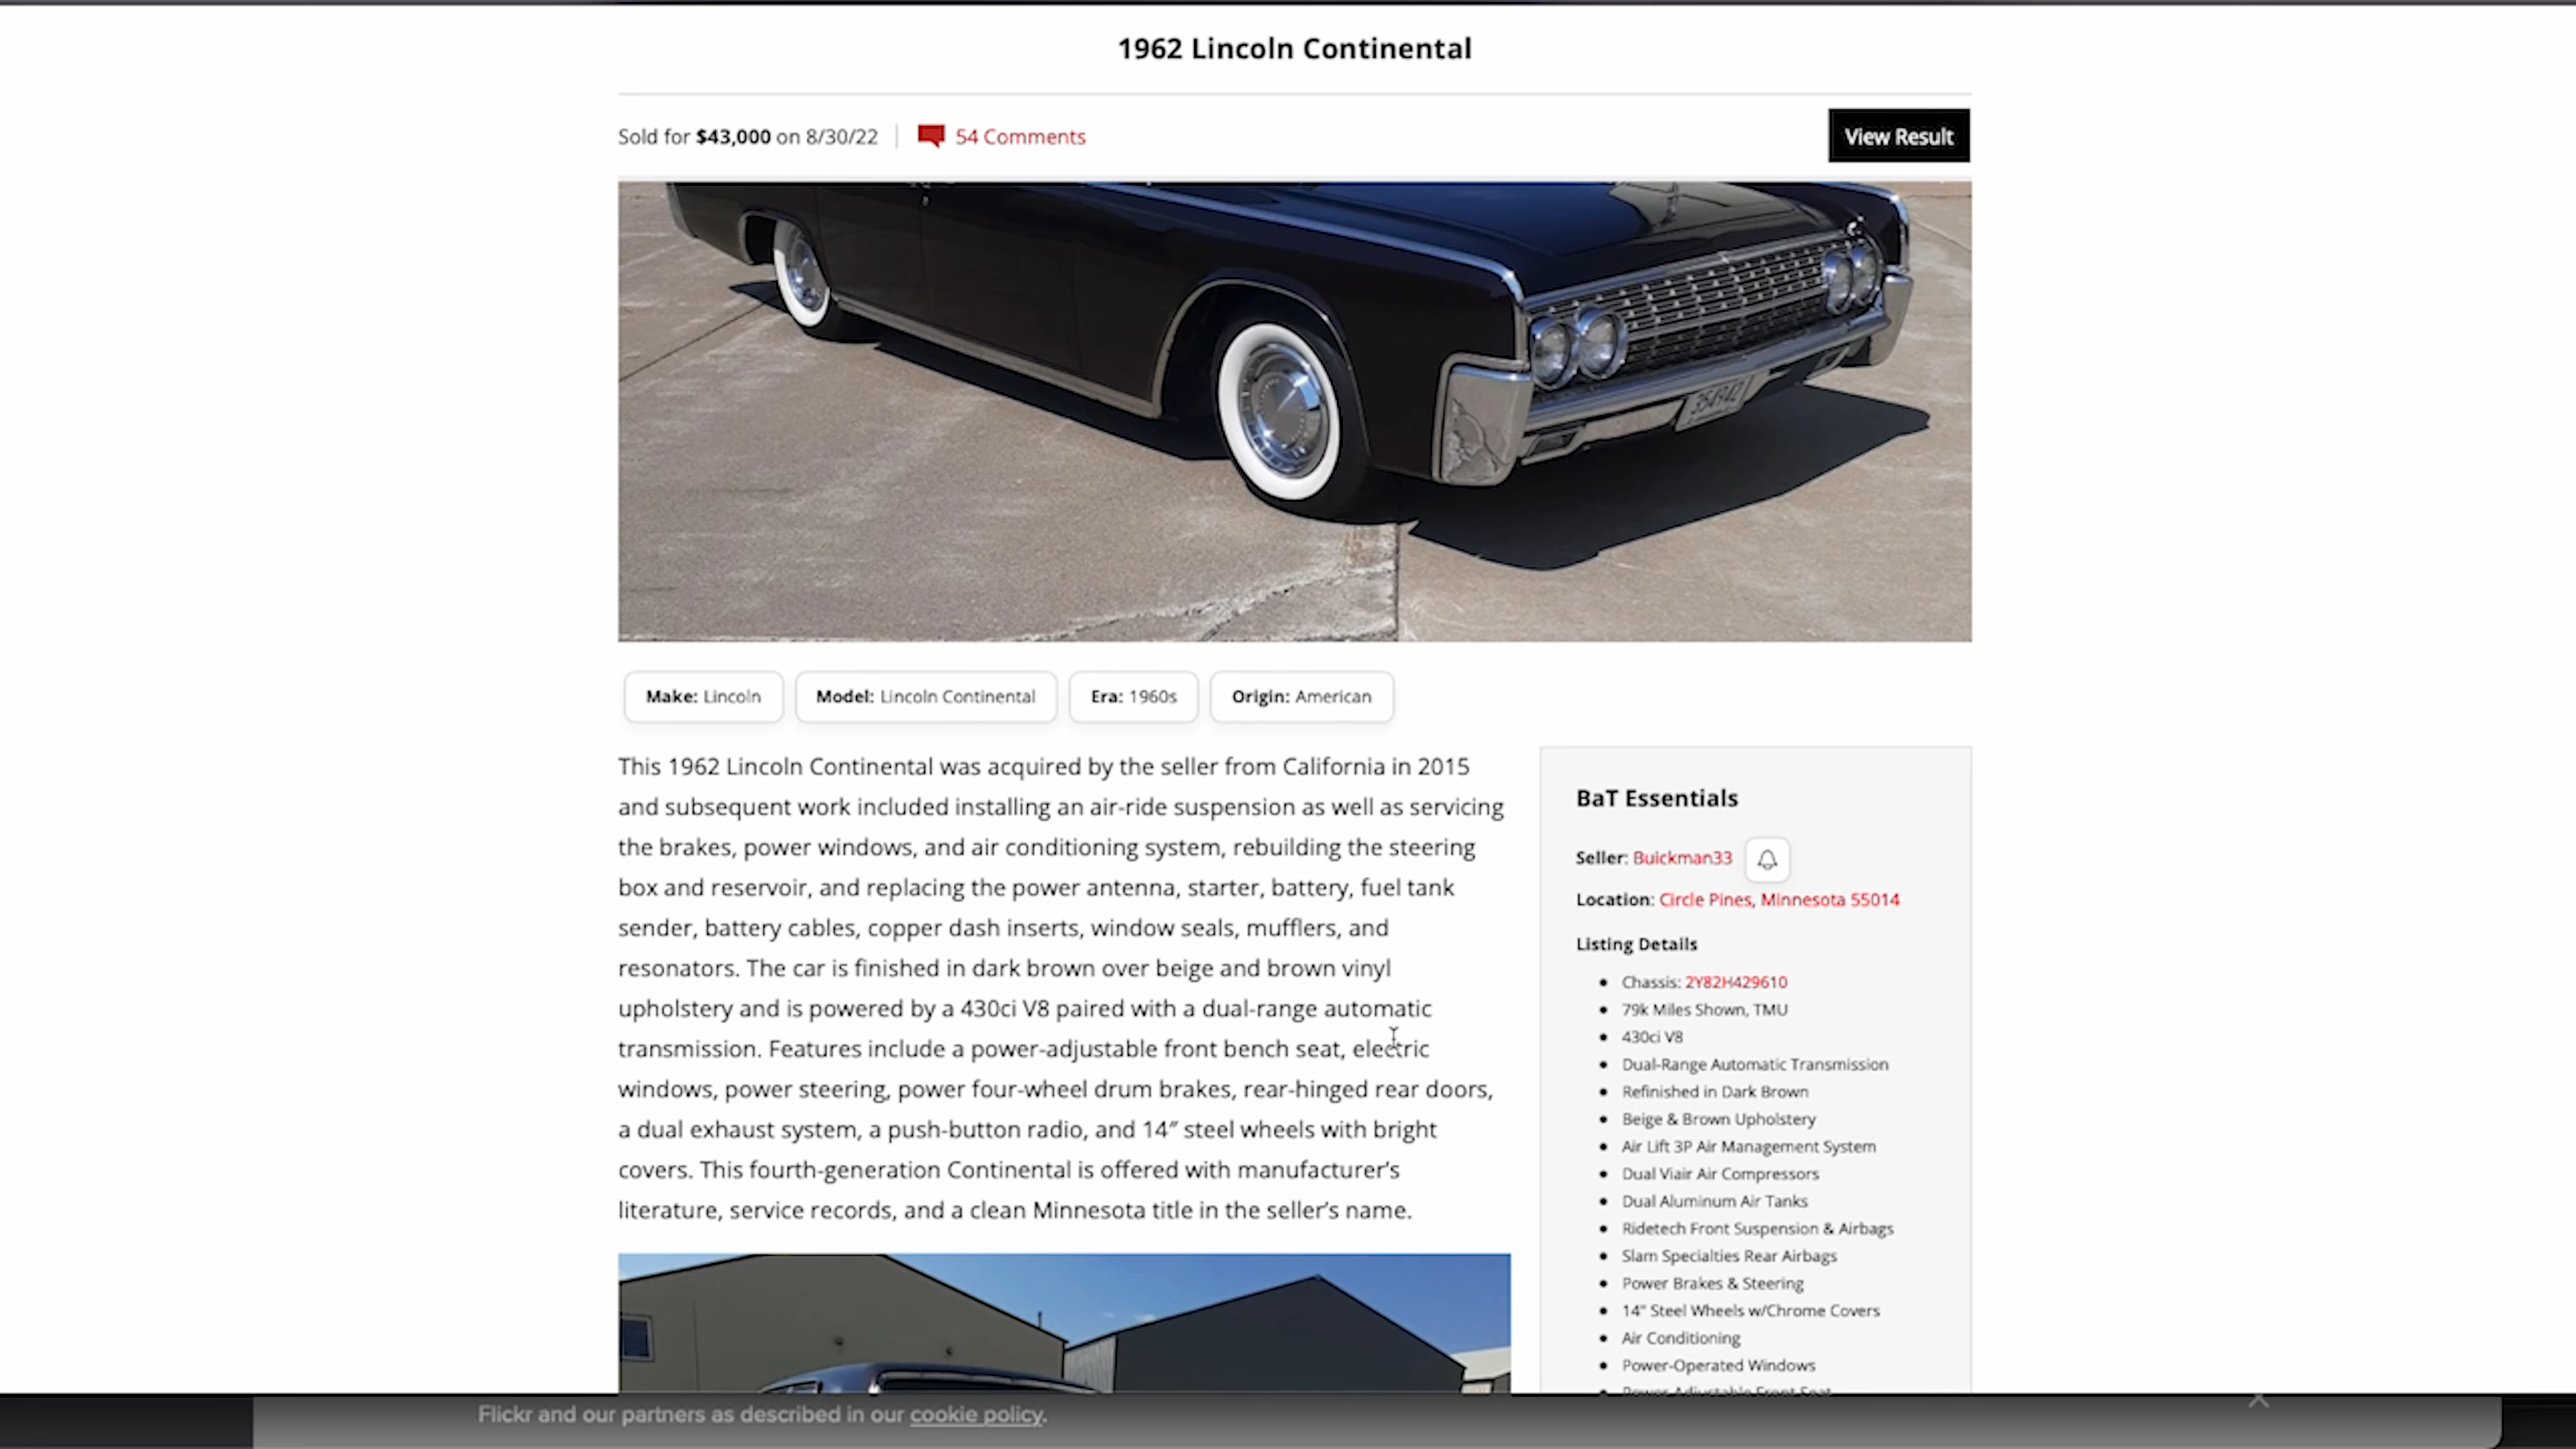 1962 Lincoln Continental
Sold for $43,000 on 8/30/22
54 Comments
View Result
354942
Make: Lincoln
Model: Lincoln Continental
Era: 1960s
Origin: American
This 1962 Lincoln Continental was acquired by the seller from California in 2015
and subsequent work included installing an air-ride suspension as well as servicing
the brakes, power windows, and air conditioning system, rebuilding the steering
box and reservoir, and replacing the power antenna, starter, battery, fuel tank
sender, battery cables, copper dash inserts, window seals, mufflers, and
resonators. The car is finished in dark brown over beige and brown vinyl
upholstery and is powered by a 430ci V8 paired with a dual-range automatic
transmission. Features include a power-adjustable front bench seat, electric
windows, power steering, power four-wheel drum brakes, rear-hinged rear doors,
a dual exhaust system, a push-button radio, and 14″ steel wheels with bright
covers. This fourth-generation Continental is offered with manufacturer’s
literature, service records, and a clean Minnesota title in the seller’s name.
BaT Essentials
Seller: Buickman33
Location: Circle Pines, Minnesota 55014
Listing Details
Chassis: 2Y82H429610
79k Miles Shown, TMU
430ci V8
Dual-Range Automatic Transmission
Refinished in Dark Brown
Beige & Brown Upholstery
Air Lift 3P Air Management System
Dual Viair Air Compressors
Dual Aluminum Air Tanks
Ridetech Front Suspension & Airbags
Slam Specialties Rear Airbags
Power Brakes & Steering
14" Steel Wheels w/Chrome Covers
Air Conditioning
Power-Operated Windows
Power-Adjustable Front Seat
Flickr and our partners as described in our cookie policy.